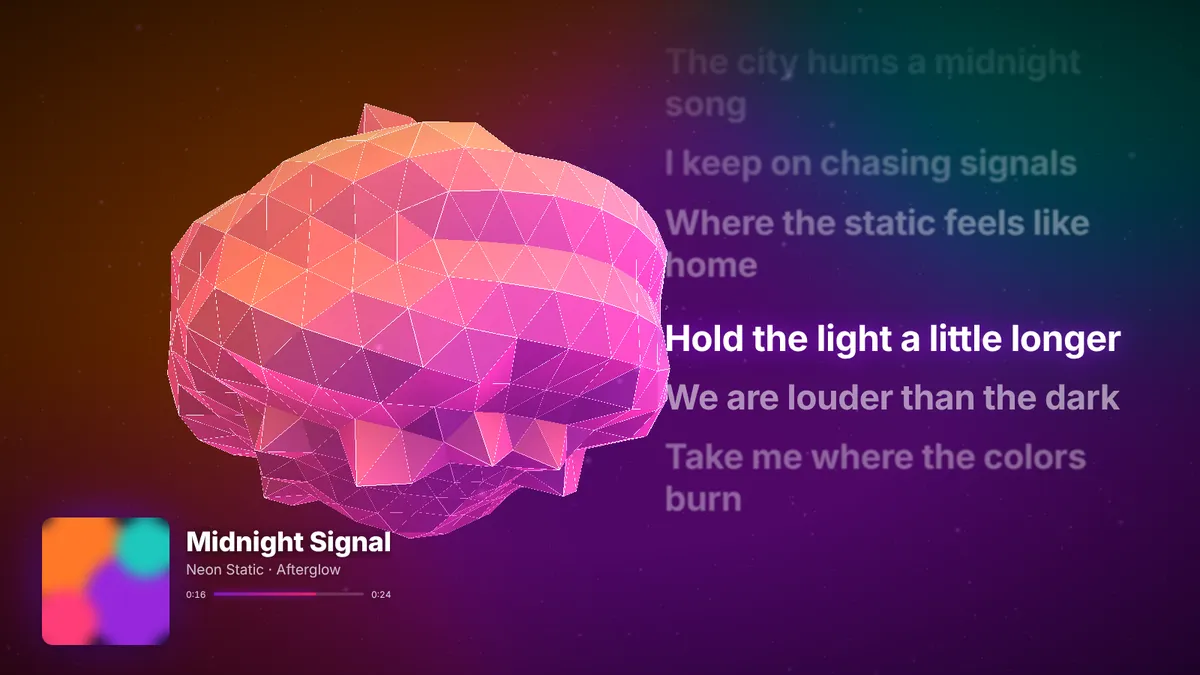 The city hums a midnight
song
I keep on chasing signals
Where the static feels like
home
Hold the light a little longer
We are louder than the dark
Take me where the colors
burn
Midnight Signal
Neon Static · Afterglow
0:16 0:24